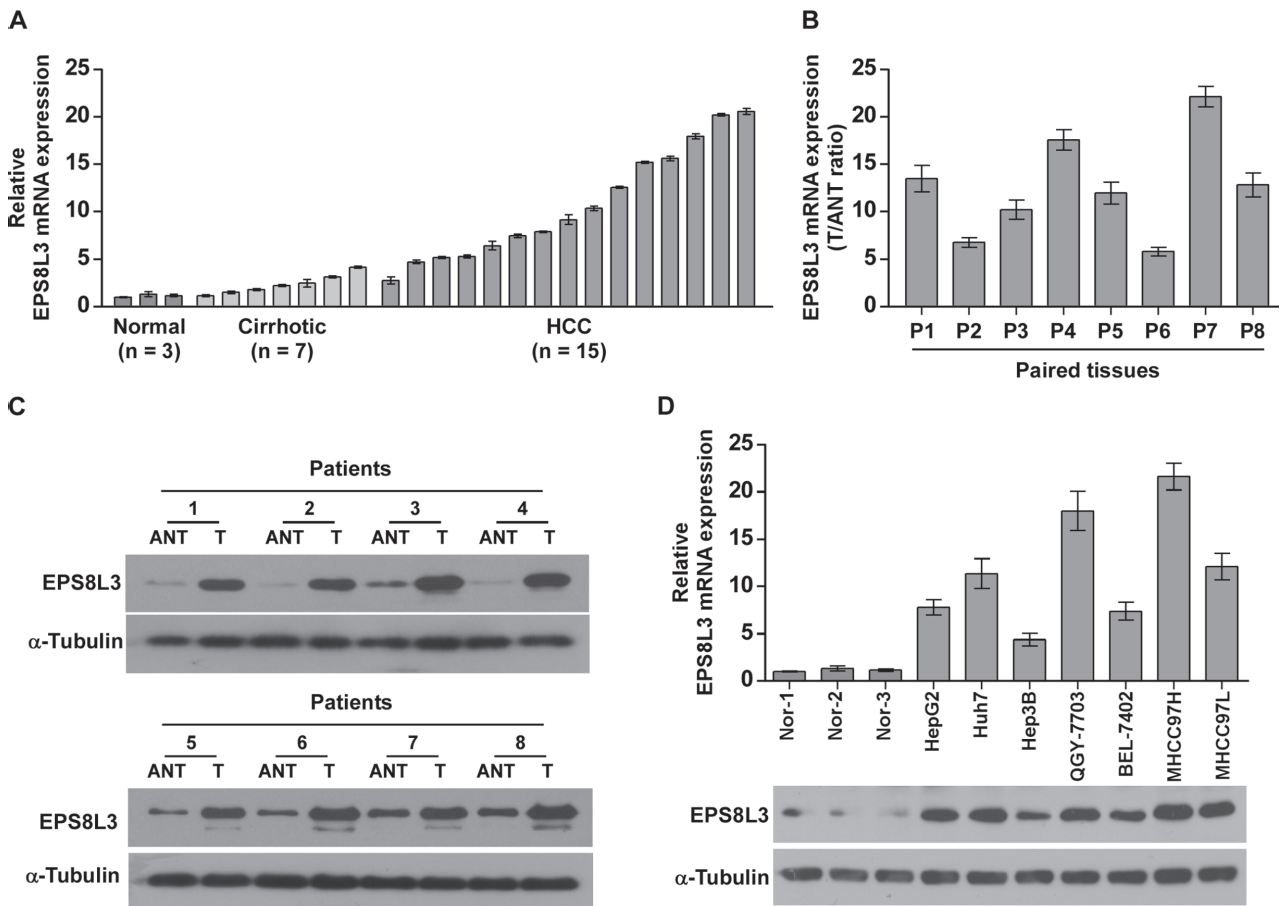 A
Relative
EPS8L3 mRNA expression
25
20
15
10
5
0
Normal
(n = 3)
Cirrhotic
(n = 7)
HCC
(n = 15)
B
EPS8L3 mRNA expression
(T/ANT ratio)
25
20
15
10
5
0
P1 P2 P3 P4 P5 P6 P7 P8
Paired tissues
C
Patients
1 2 3 4
ANT T ANT T ANT T ANT T
EPS8L3
α-Tubulin
Patients
5 6 7 8
ANT T ANT T ANT T ANT T
EPS8L3
α-Tubulin
D
Relative
EPS8L3 mRNA expression
25
20
15
10
5
0
Nor-1
Nor-2
Nor-3
HepG2
Huh7
Hep3B
QGY-7703
BEL-7402
MHCC97H
MHCC97L
EPS8L3
α-Tubulin